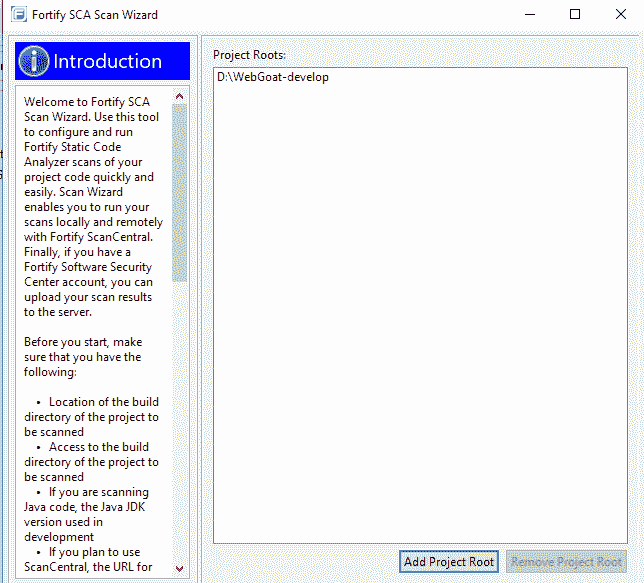 Fortify SCA Scan Wizard
Introduction
Welcome to Fortify SCA
Scan Wizard. Use this tool
to configure and run
Fortify Static Code
Analyzer scans of your
project code quickly and
easily. Scan Wizard
enables you to run your
scans locally and remotely
with Fortify ScanCentral.
Finally, if you have a
Fortify Software Security
Center account, you can
upload your scan results
to the server.
Before you start, make
sure that you have the
following:
• Location of the build
directory of the project to
be scanned
• Access to the build
directory of the project to
be scanned
• If you are scanning
Java code, the Java JDK
version used in
development
• If you plan to use
ScanCentral, the URL for
Project Roots:
D:\WebGoat-develop
Add Project Root
Remove Project Root